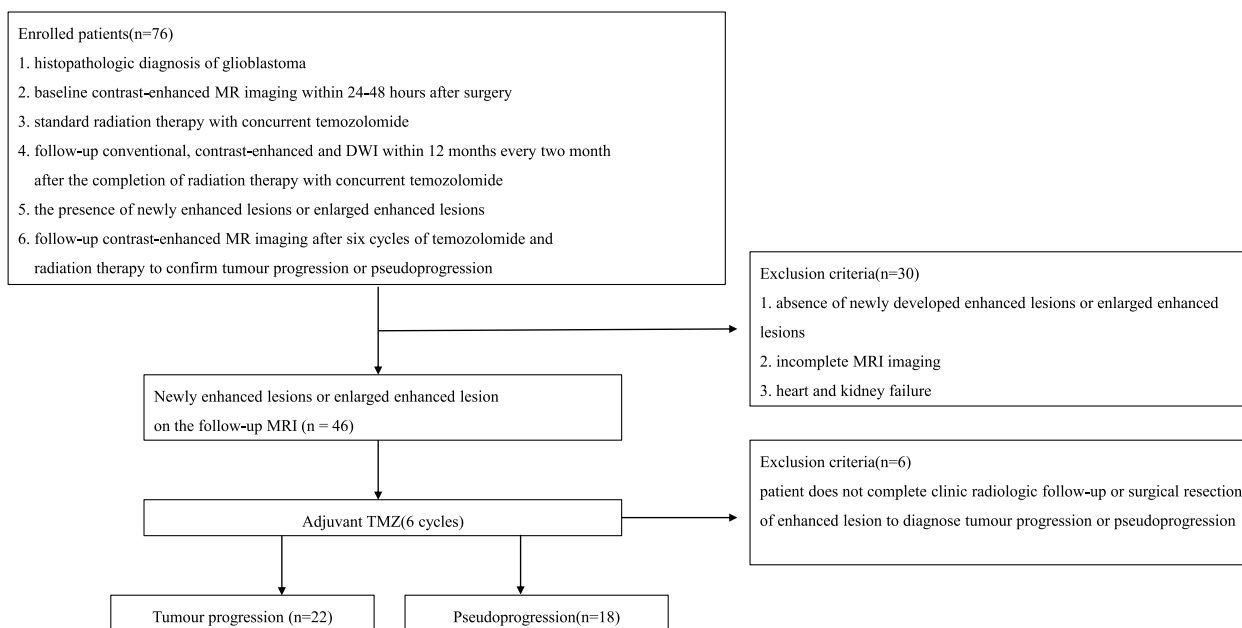 Enrolled patients(n=76)
1. histopathologic diagnosis of glioblastoma
2. baseline contrast-enhanced MR imaging within 24-48 hours after surgery
3. standard radiation therapy with concurrent temozolomide
4. follow-up conventional, contrast-enhanced and DWI within 12 months every two month
after the completion of radiation therapy with concurrent temozolomide
5. the presence of newly enhanced lesions or enlarged enhanced lesions
6. follow-up contrast-enhanced MR imaging after six cycles of temozolomide and
radiation therapy to confirm tumour progression or pseudoprogression
Exclusion criteria(n=30)
1. absence of newly developed enhanced lesions or enlarged enhanced
lesions
2. incomplete MRI imaging
3. heart and kidney failure
Newly enhanced lesions or enlarged enhanced lesion
on the follow-up MRI (n = 46)
Exclusion criteria(n=6)
patient does not complete clinic radiologic follow-up or surgical resection
of enhanced lesion to diagnose tumour progression or pseudoprogression
Adjuvant TMZ(6 cycles)
Tumour progression (n=22)
Pseudoprogression(n=18)